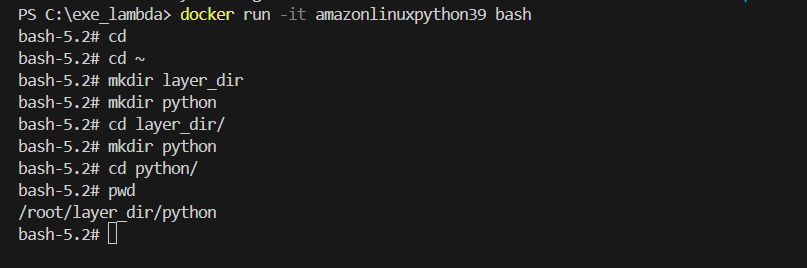 PS C:\exe_lambda> docker run -it amazonlinuxpython39 bash
bash-5.2# cd
bash-5.2# cd ~
bash-5.2# mkdir layer_dir
bash-5.2# mkdir python
bash-5.2# cd layer_dir/
bash-5.2# mkdir python
bash-5.2# cd python/
bash-5.2# pwd
/root/layer_dir/python
bash-5.2#